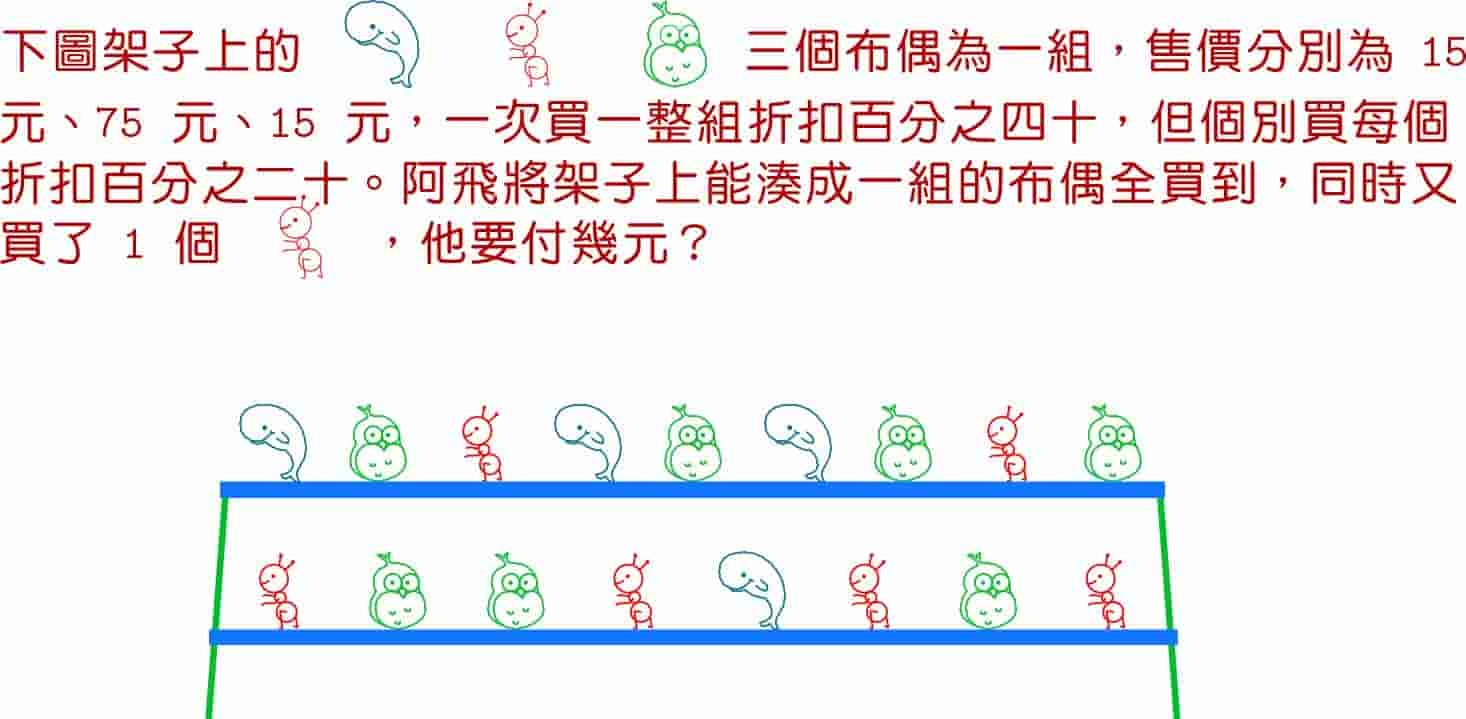 下圖架子上的 三個布偶為一組，售價分別為 15
元、75 元、15 元，一次買一整組折扣百分之四十，但個別買每個
折扣百分之二十。阿飛將架子上能湊成一組的布偶全買到，同時又
買了 1 個 ，他要付幾元？